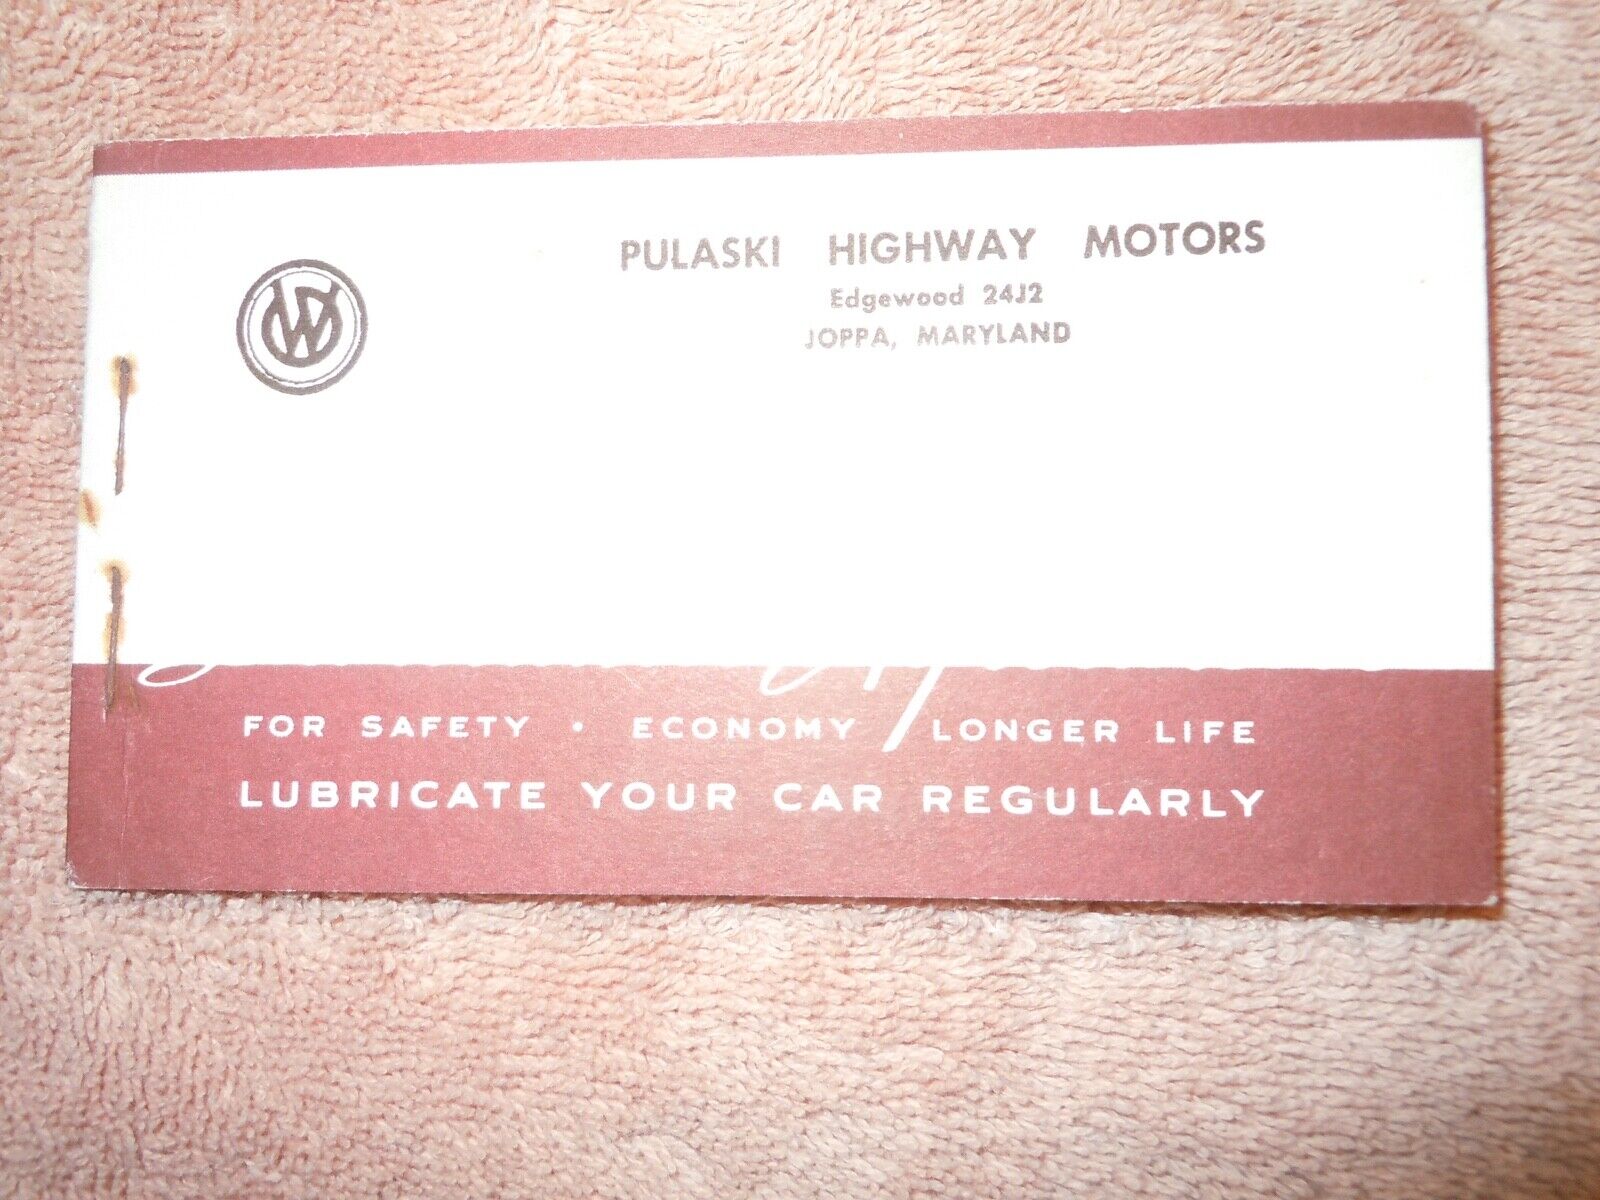 PULASKI HIGHWAY MOTORS
Edgewood 24J2
JOPPA, MARYLAND
FOR SAFETY · ECONOMY LONGER LIFE
LUBRICATE YOUR CAR REGULARLY